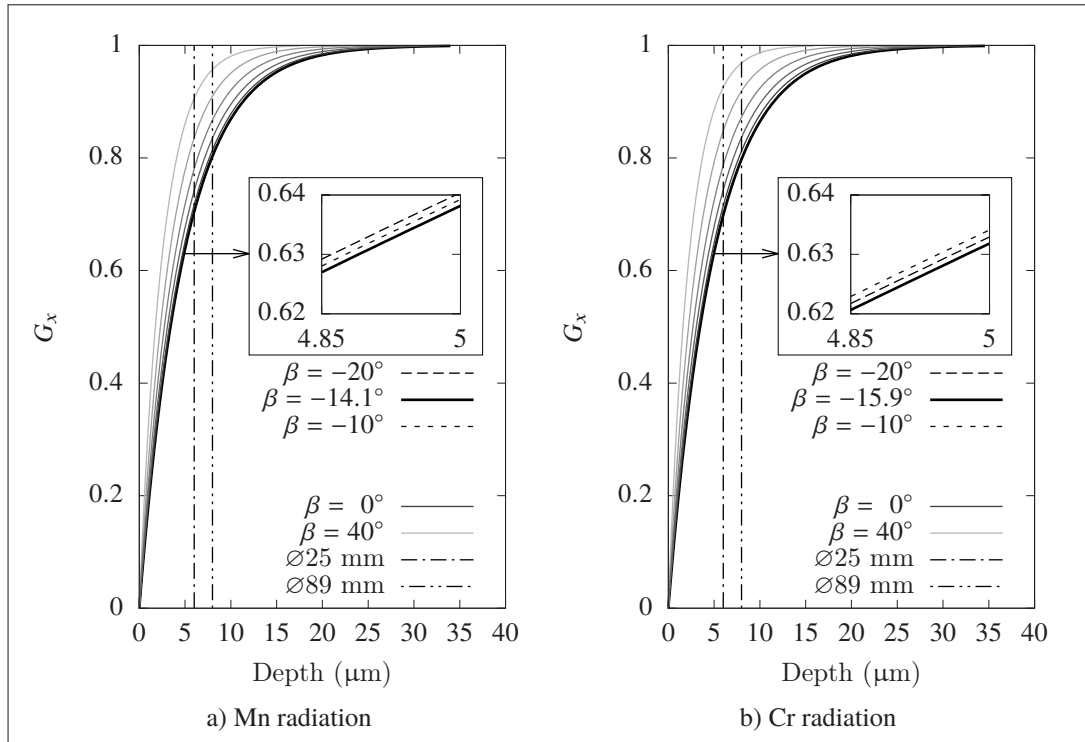 1
0.8
0.6
0.4
0.2
0
G_x
0 5 10 15 20 25 30 35 40
Depth (μm)
0.64
0.63
0.62
4.85 5
β = −20°
β = −14.1°
β = −10°
β = 0°
β = 40°
∅25 mm
∅89 mm
a) Mn radiation
1
0.8
0.6
0.4
0.2
0
G_x
0 5 10 15 20 25 30 35 40
Depth (μm)
0.64
0.63
0.62
4.85 5
β = −20°
β = −15.9°
β = −10°
β = 0°
β = 40°
∅25 mm
∅89 mm
b) Cr radiation